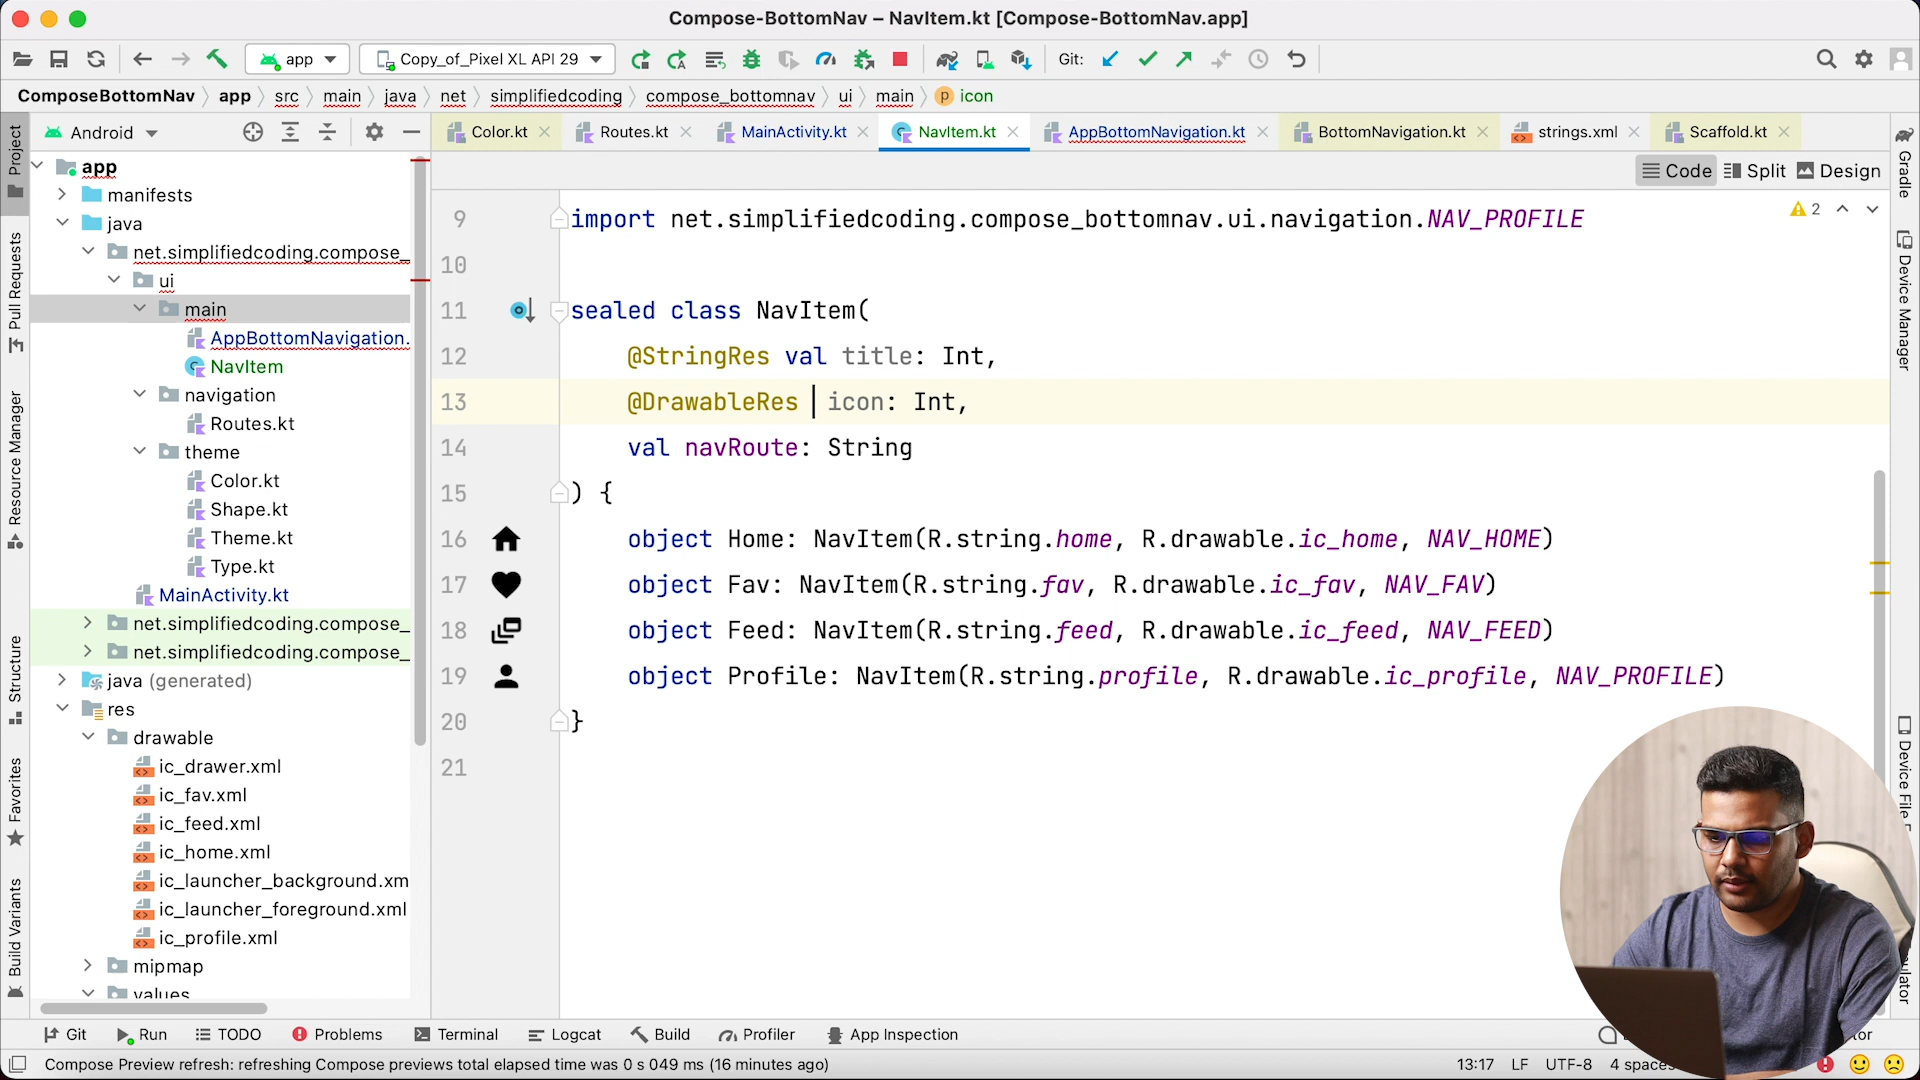 Compose-BottomNav – NavItem.kt [Compose-BottomNav.app]
app
Copy_of_Pixel XL API 29
Git:
ComposeBottomNav app src main java net simplifiedcoding compose_bottomnav ui main icon
Android
Color.kt Routes.kt MainActivity.kt NavItem.kt AppBottomNavigation.kt BottomNavigation.kt strings.xml Scaffold.kt
Code Split Design
2
Project
Pull Requests
Resource Manager
Structure
Favorites
Build Variants
app
manifests
java
net.simplifiedcoding.compose_
ui
main
AppBottomNavigation.
NavItem
navigation
Routes.kt
theme
Color.kt
Shape.kt
Theme.kt
Type.kt
MainActivity.kt
net.simplifiedcoding.compose_
net.simplifiedcoding.compose_
java (generated)
res
drawable
ic_drawer.xml
ic_fav.xml
ic_feed.xml
ic_home.xml
ic_launcher_background.xm
ic_launcher_foreground.xml
ic_profile.xml
mipmap
values
9 import net.simplifiedcoding.compose_bottomnav.ui.navigation.NAV_PROFILE
10
11 sealed class NavItem(
12 @StringRes val title: Int,
13 @DrawableRes icon: Int,
14 val navRoute: String
15 ) {
16 object Home: NavItem(R.string.home, R.drawable.ic_home, NAV_HOME)
17 object Fav: NavItem(R.string.fav, R.drawable.ic_fav, NAV_FAV)
18 object Feed: NavItem(R.string.feed, R.drawable.ic_feed, NAV_FEED)
19 object Profile: NavItem(R.string.profile, R.drawable.ic_profile, NAV_PROFILE)
20 }
21
Gradle
Device Manager
Device File
Git Run TODO Problems Terminal Logcat Build Profiler App Inspection
Compose Preview refresh: refreshing Compose previews total elapsed time was 0 s 049 ms (16 minutes ago)
13:17 LF UTF-8 4 spaces